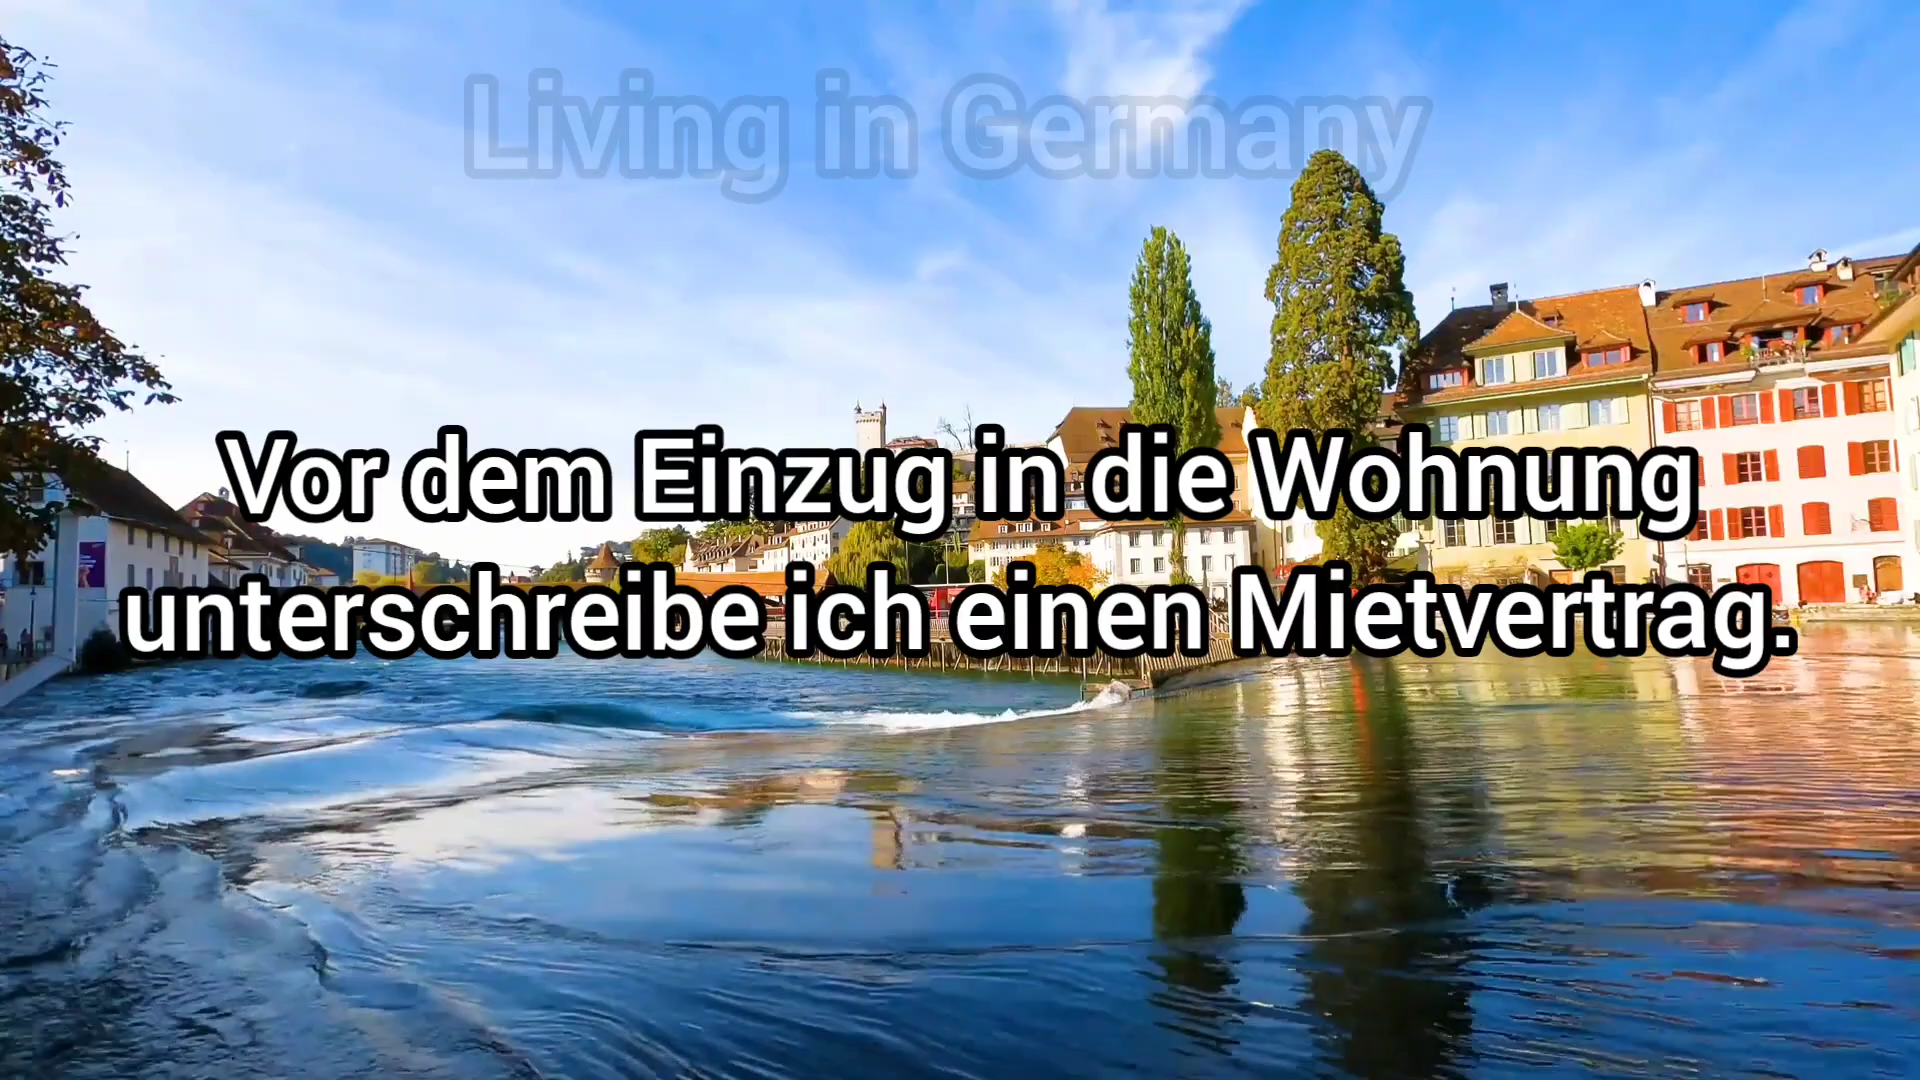 Living in Germany
Vor dem Einzug in die Wohnung
unterschreibe ich einen Mietvertrag.